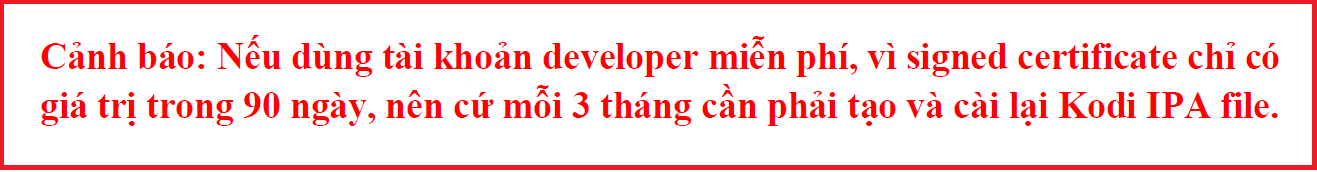 Cảnh báo: Nếu dùng tài khoản developer miễn phí, vì signed certificate chỉ có
giá trị trong 90 ngày, nên cứ mỗi 3 tháng cần phải tạo và cài lại Kodi IPA file.